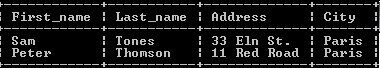 First_name Last_name Address City
Sam Tones 33 Eln St. Paris
Peter Thomson 11 Red Road Paris